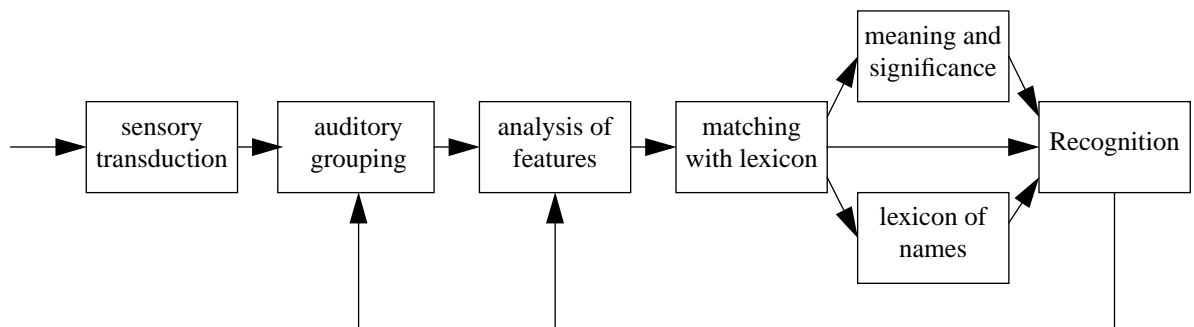 sensory
transduction
auditory
grouping
analysis of
features
matching
with lexicon
meaning and
significance
lexicon of
names
Recognition